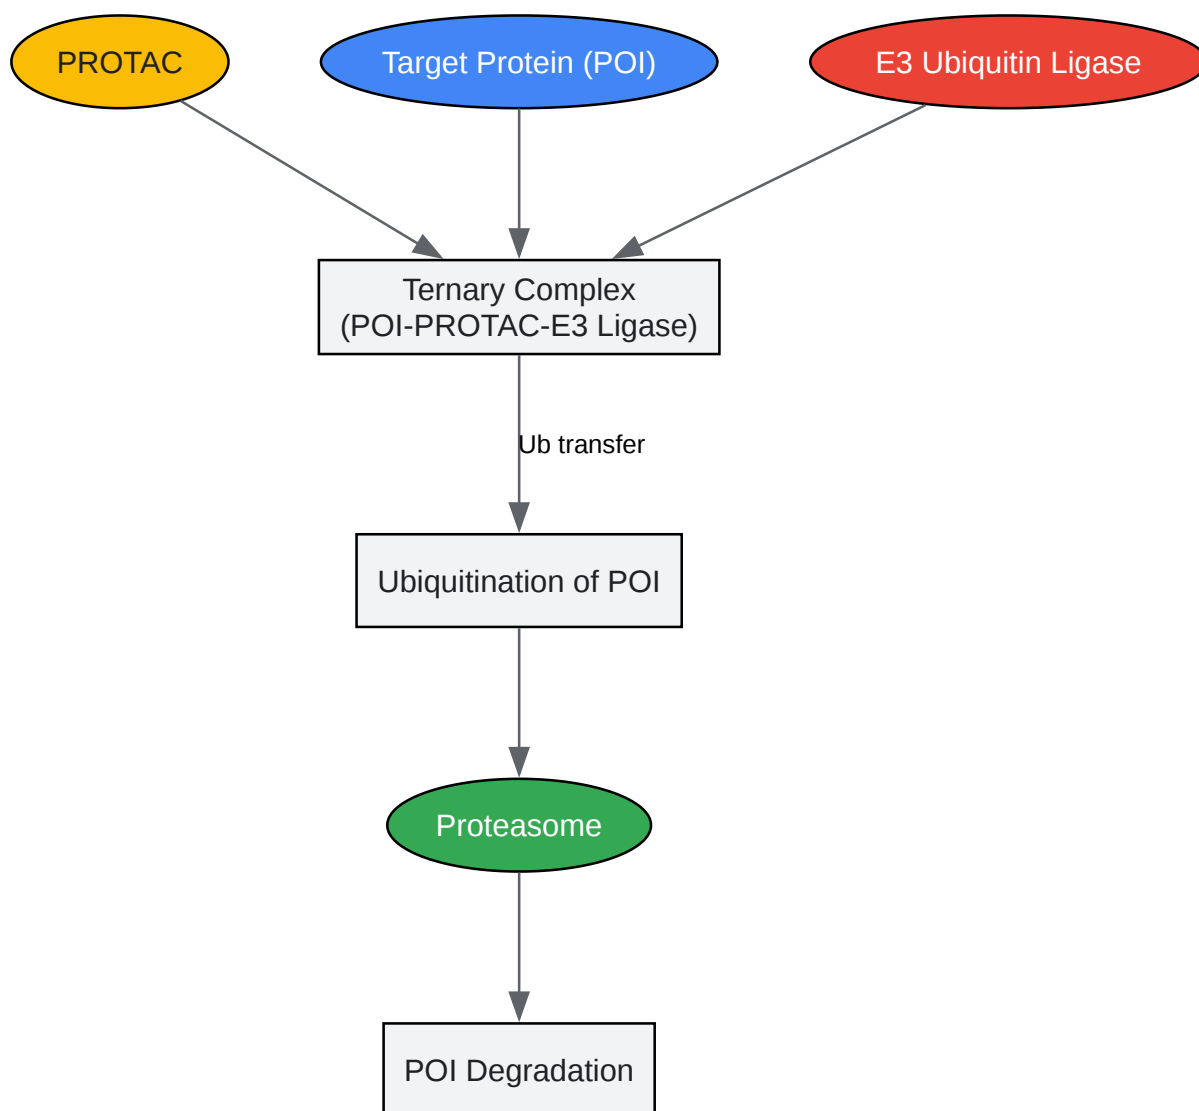 PROTAC
Target Protein (POI)
E3 Ubiquitin Ligase
Ternary Complex
(POI-PROTAC-E3 Ligase)
Ub transfer
Ubiquitination of POI
Proteasome
POI Degradation